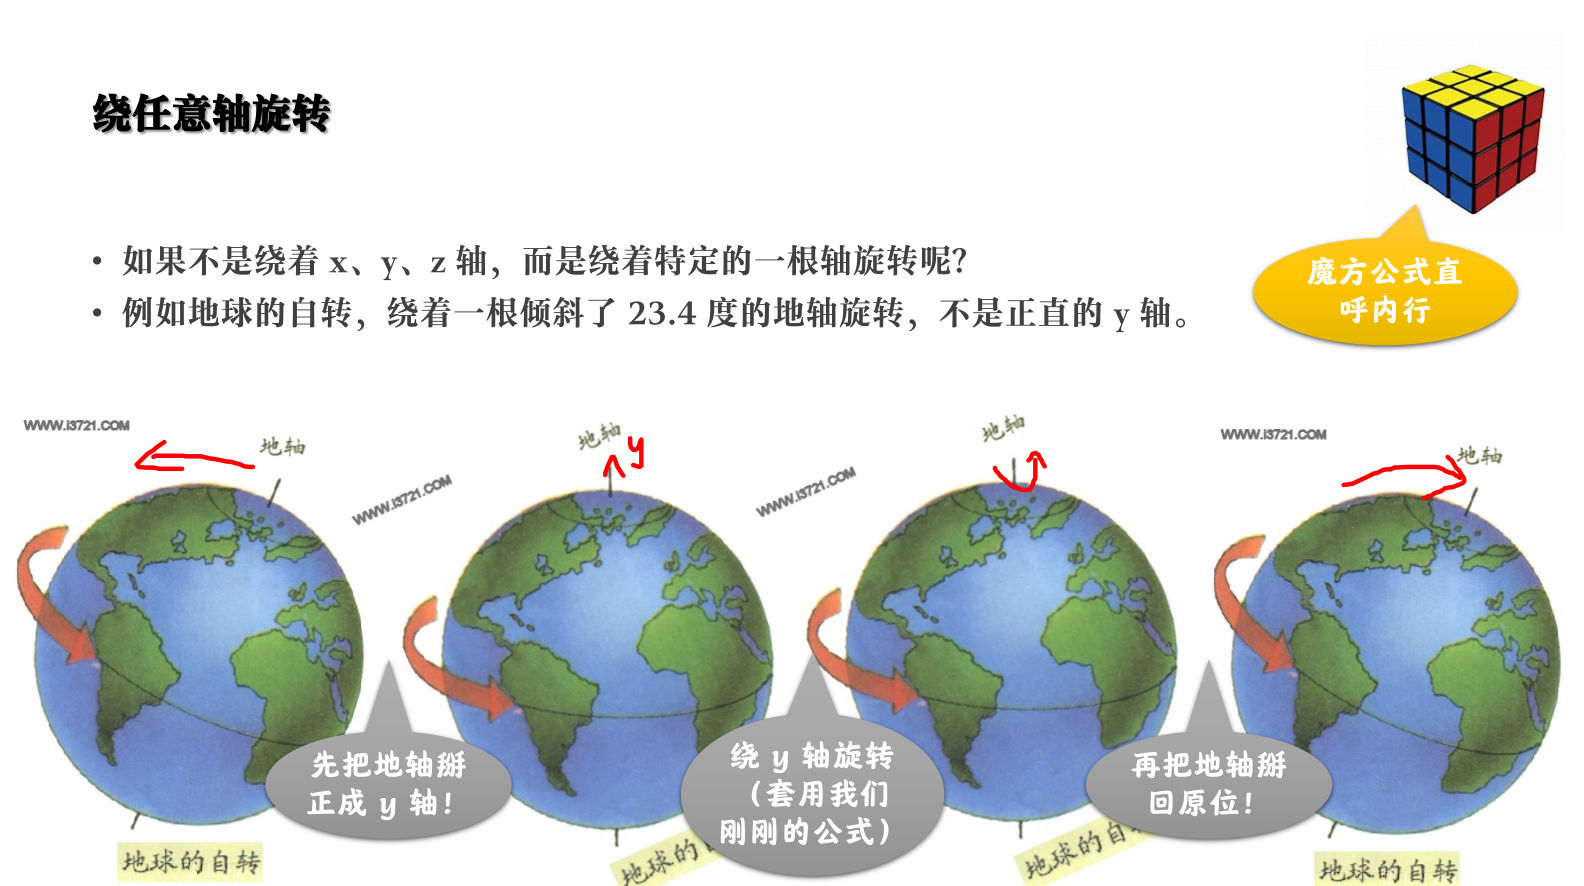 绕任意轴旋转
• 如果不是绕着 x、y、z 轴，而是绕着特定的一根轴旋转呢？
• 例如地球的自转，绕着一根倾斜了 23.4 度的地轴旋转，不是正直的 y 轴。
魔方公式直
呼内行
WWW.i3721.COM
地轴
WWW.i3721.COM
地轴
y
WWW.i3721.COM
地轴
WWW.i3721.COM
地轴
先把地轴掰
正成 y 轴！
绕 y 轴旋转
（套用我们
刚刚的公式）
再把地轴掰
回原位！
地球的自转
地球的
地球的自
地球的自转